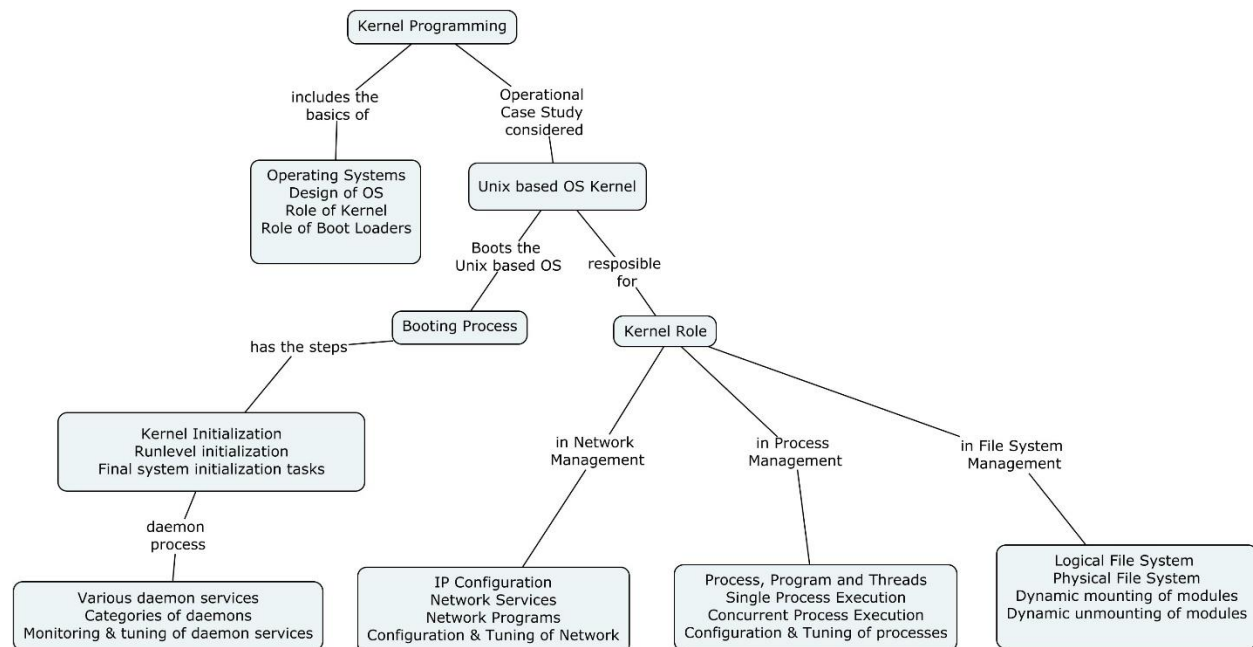 Kernel Programming
includes the
basics of
Operational
Case Study
considered
Operating Systems
Design of OS
Role of Kernel
Role of Boot Loaders
Unix based OS Kernel
Boots the
Unix based OS
resposible
for
Booting Process
Kernel Role
has the steps
Kernel Initialization
Runlevel initialization
Final system initialization tasks
in Network
Management
in Process
Management
in File System
Management
daemon
process
Various daemon services
Categories of daemons
Monitoring & tuning of daemon services
IP Configuration
Network Services
Network Programs
Configuration & Tuning of Network
Process, Program and Threads
Single Process Execution
Concurrent Process Execution
Configuration & Tuning of processes
Logical File System
Physical File System
Dynamic mounting of modules
Dynamic unmounting of modules